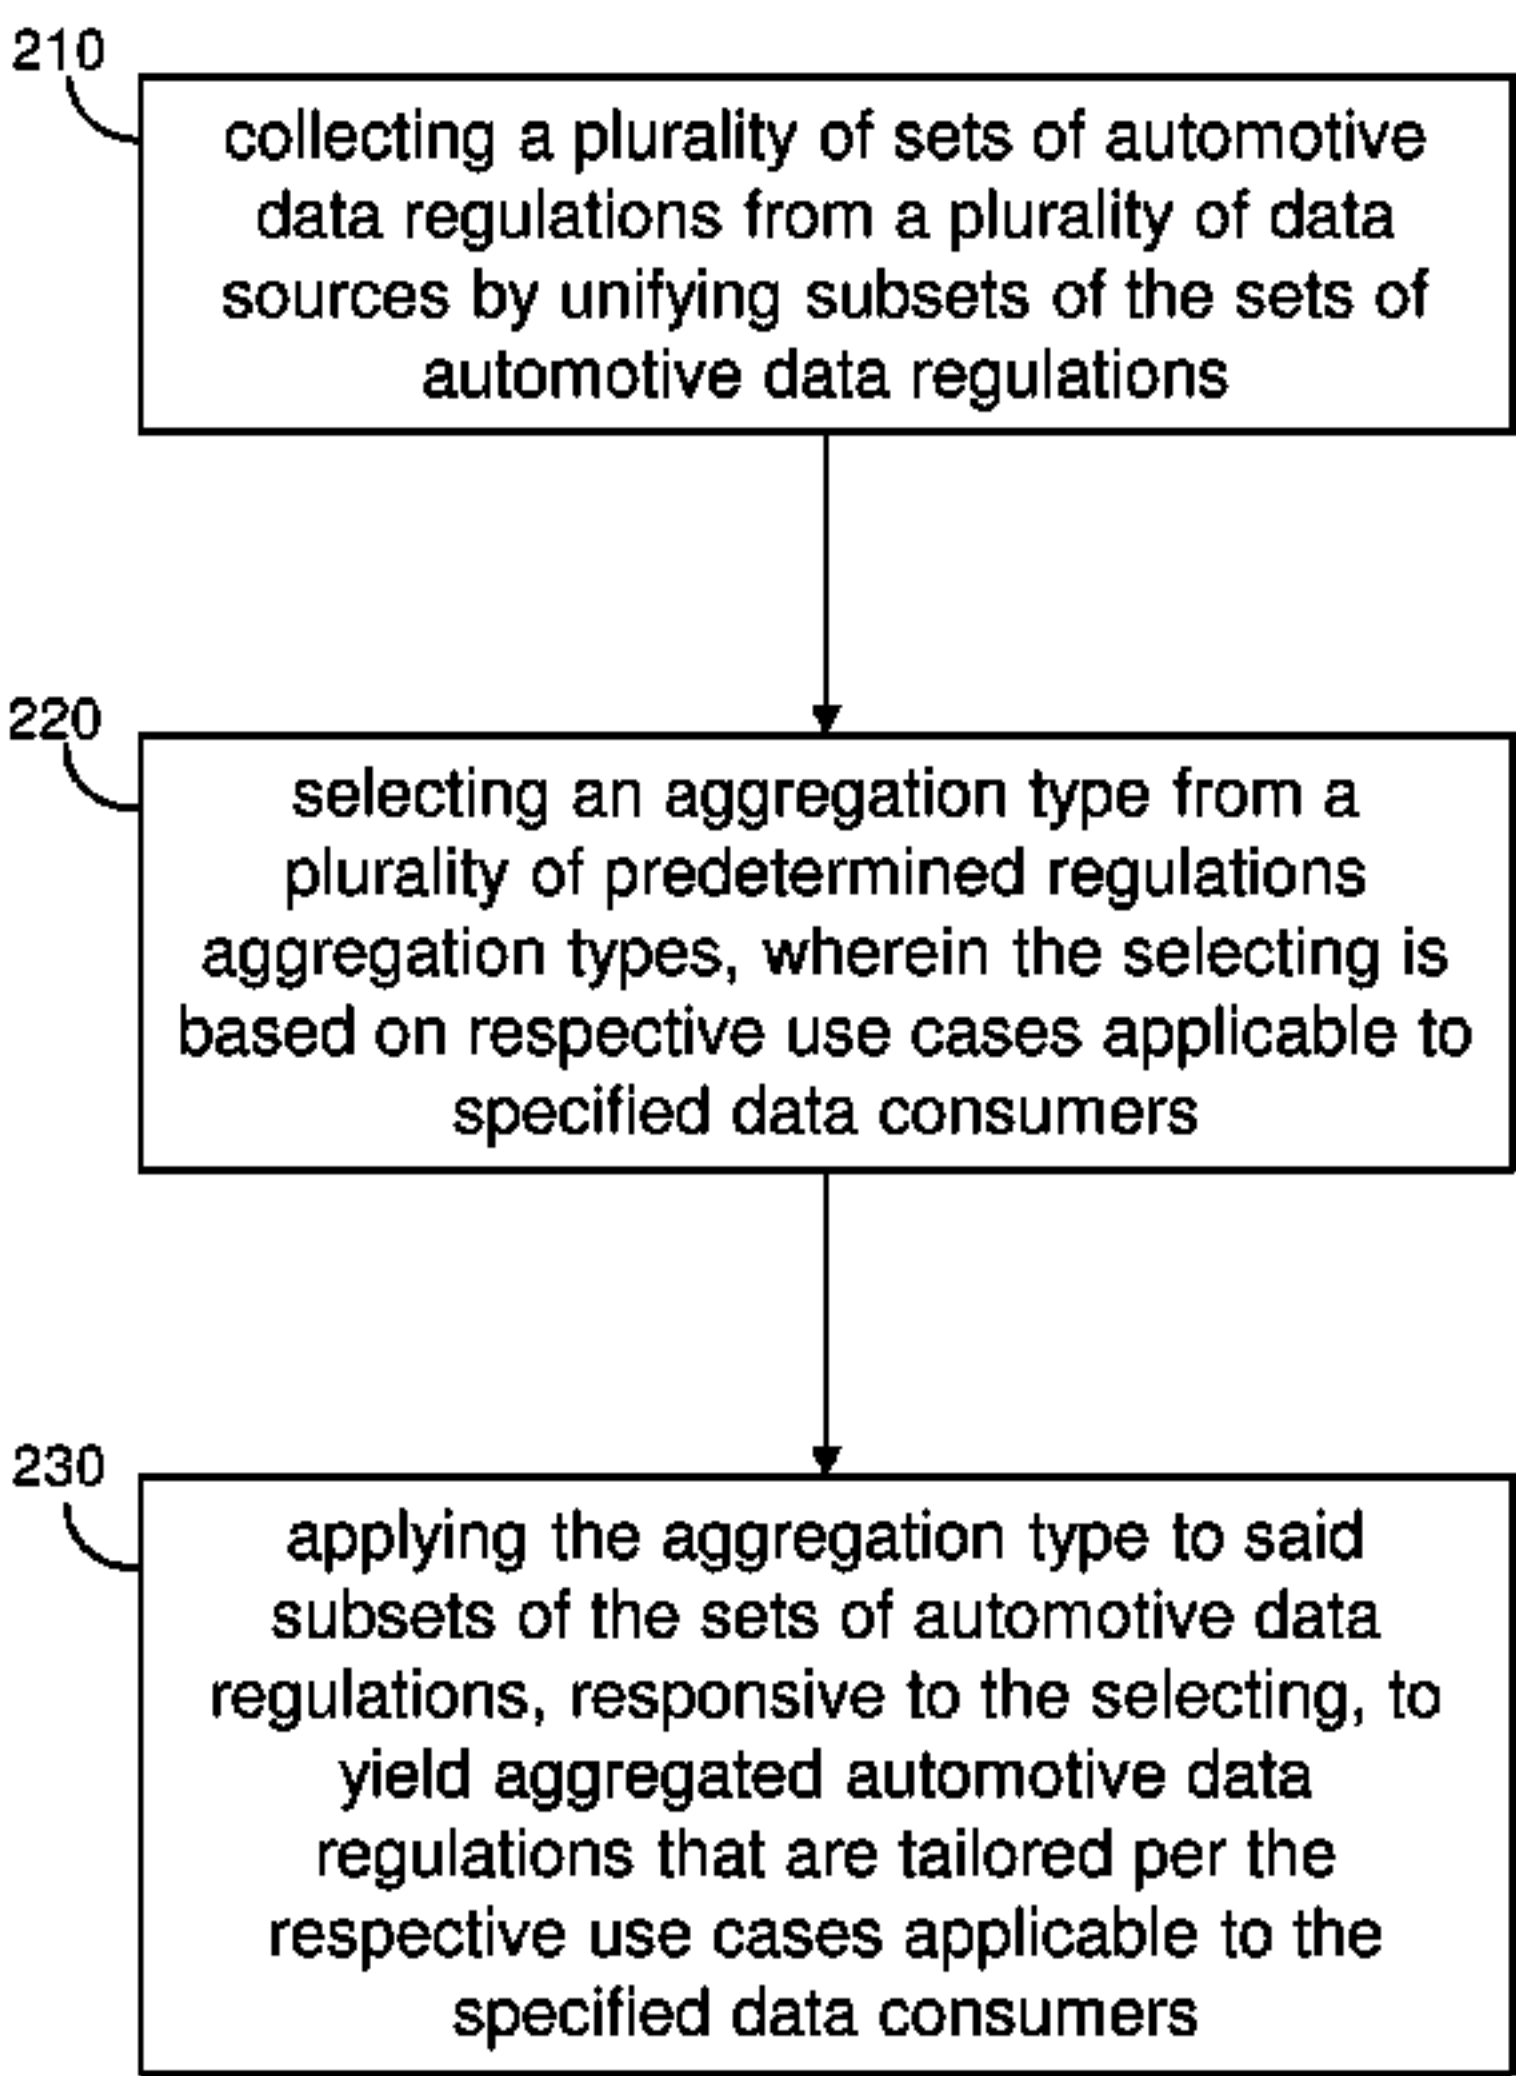 210
collecting a plurality of sets of automotive
data regulations from a plurality of data
sources by unifying subsets of the sets of
automotive data regulations
220
selecting an aggregation type from a
plurality of predetermined regulations
aggregation types, wherein the selecting is
based on respective use cases applicable to
specified data consumers
230
applying the aggregation type to said
subsets of the sets of automotive data
regulations, responsive to the selecting, to
yield aggregated automotive data
regulations that are tailored per the
respective use cases applicable to the
specified data consumers